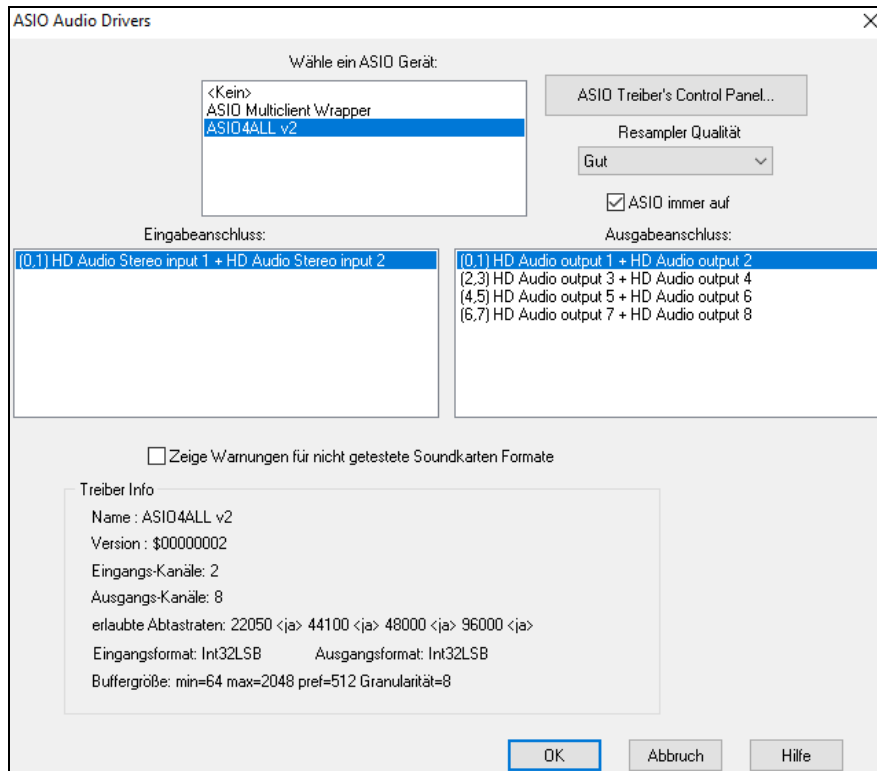 ASIO Audio Drivers
Wähle ein ASIO Gerät:
<Kein>
ASIO Multiclient Wrapper
ASIO4ALL v2
ASIO Treiber's Control Panel...
Resampler Qualität
Gut
ASIO immer auf
Eingabeanschluss:
(0,1) HD Audio Stereo input 1 + HD Audio Stereo input 2
Ausgabeanschluss:
(0,1) HD Audio output 1 + HD Audio output 2
(2,3) HD Audio output 3 + HD Audio output 4
(4,5) HD Audio output 5 + HD Audio output 6
(6,7) HD Audio output 7 + HD Audio output 8
Zeige Warnungen für nicht getestete Soundkarten Formate
Treiber Info
Name : ASIO4ALL v2
Version : $00000002
Eingangs-Kanäle: 2
Ausgangs-Kanäle: 8
erlaubte Abtastraten: 22050 <ja> 44100 <ja> 48000 <ja> 96000 <ja>
Eingangsformat: Int32LSB Ausgangsformat: Int32LSB
Buffergröße: min=64 max=2048 pref=512 Granularität=8
OK Abbruch Hilfe